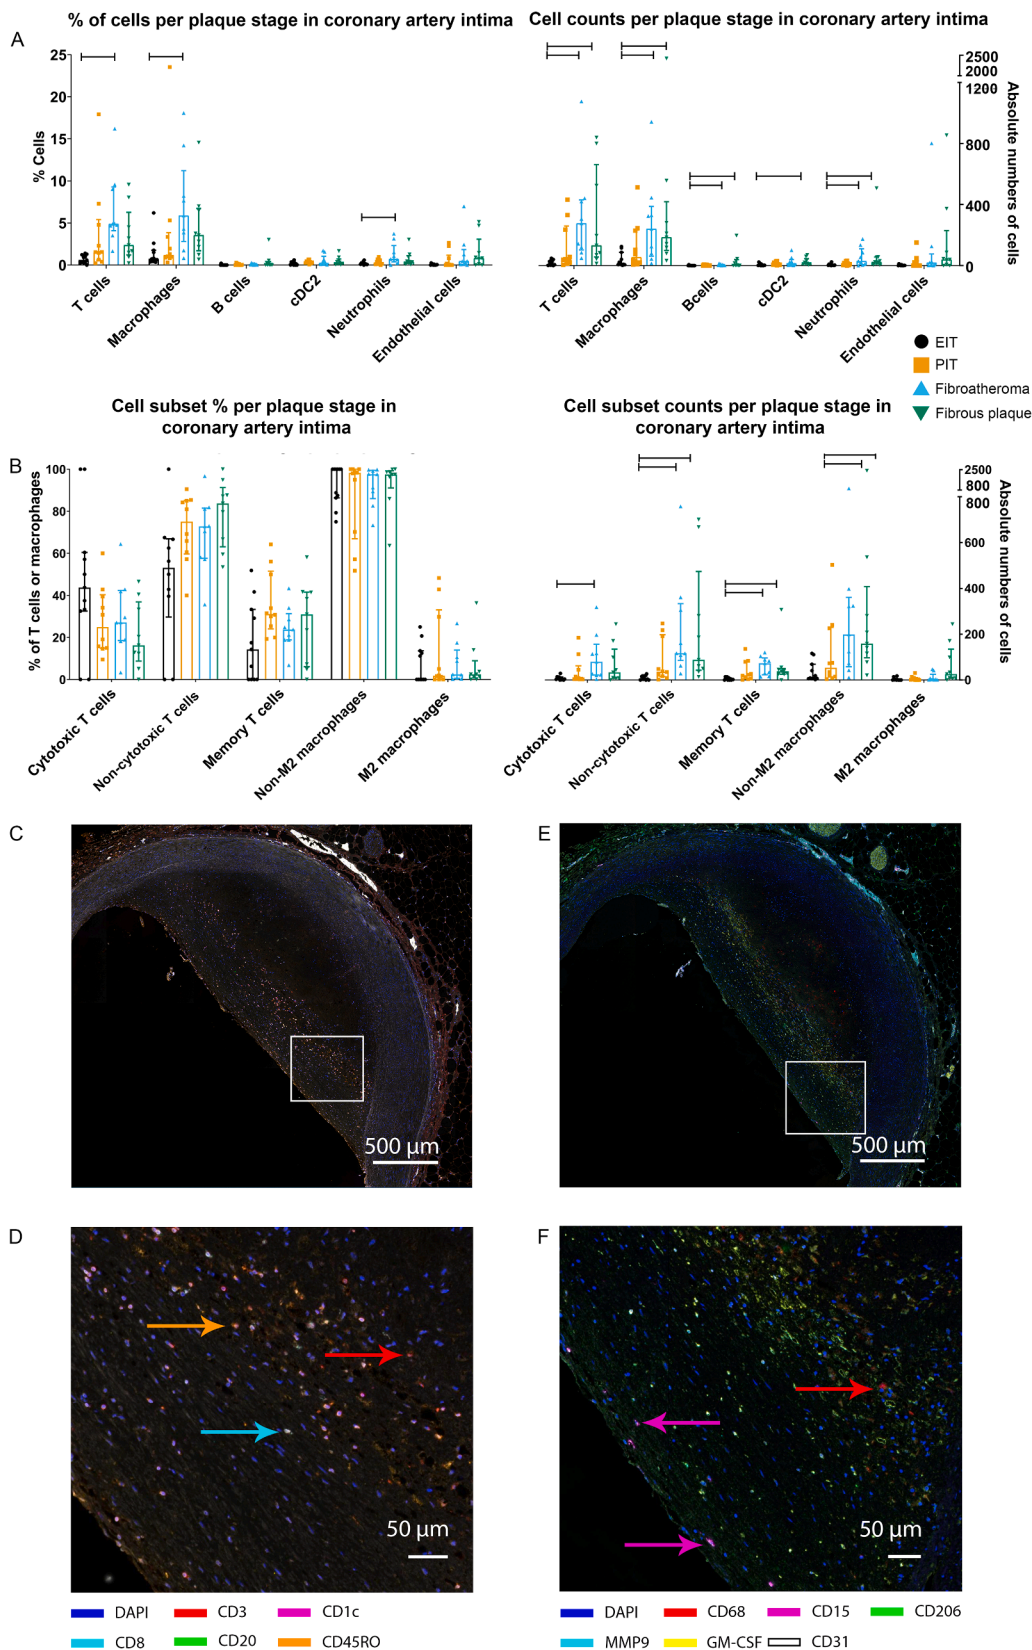 % of cells per plaque stage in coronary artery intima
Cell counts per plaque stage in coronary artery intima
A
% Cells
25
20
15
10
5
0
T cells
Macrophages
B cells
cDC2
Neutrophils
Endothelial cells
2500
2000
1200
800
400
0
Absolute numbers of cells
T cells
Macrophages
Bcells
cDC2
Neutrophils
Endothelial cells
EIT
PIT
Fibroatheroma
Fibrous plaque
Cell subset % per plaque stage in
coronary artery intima
Cell subset counts per plaque stage in
coronary artery intima
B
% of T cells or macrophages
100
80
60
40
20
0
Cytotoxic T cells
Non-cytotoxic T cells
Memory T cells
Non-M2 macrophages
M2 macrophages
2500
800
800
600
400
200
0
Absolute numbers of cells
Cytotoxic T cells
Non-cytotoxic T cells
Memory T cells
Non-M2 macrophages
M2 macrophages
C
500 µm
E
500 µm
D
50 µm
F
50 µm
DAPI CD3 CD1c
CD8 CD20 CD45RO
DAPI CD68 CD15 CD206
MMP9 GM-CSF CD31